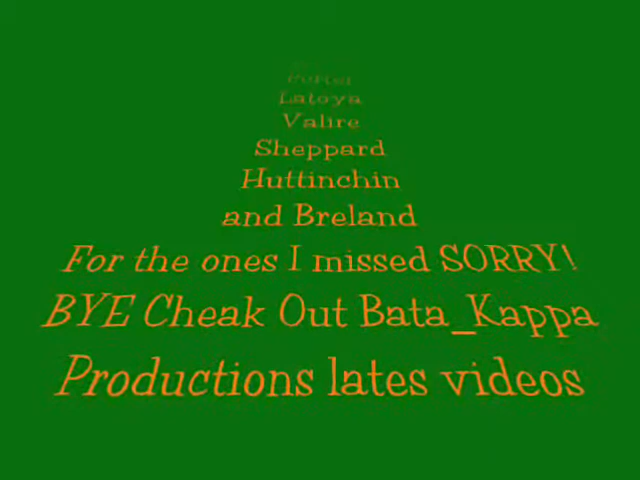 Latoya
Valire
Sheppard
Huttinchin
and Breland
For the ones I missed SORRY!
BYE Cheak Out Bata_Kappa
Productions lates videos